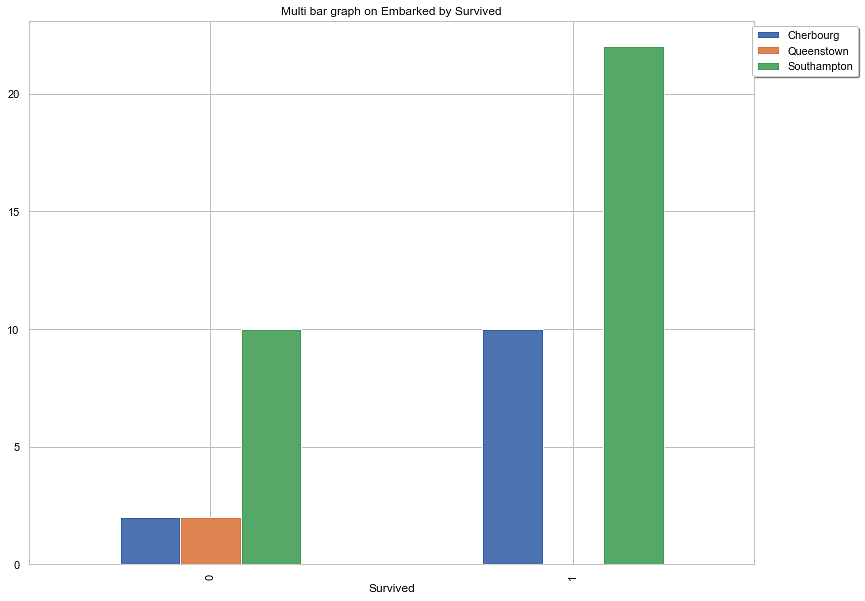 Multi bar graph on Embarked by Survived
Cherbourg
Queenstown
Southampton
20
15
10
5
0
0
1
Survived